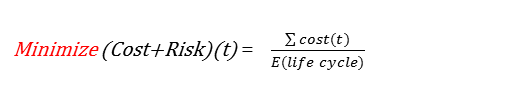 Minimize (Cost+Risk)(t) = ∑ cost(t) / E(life cycle)